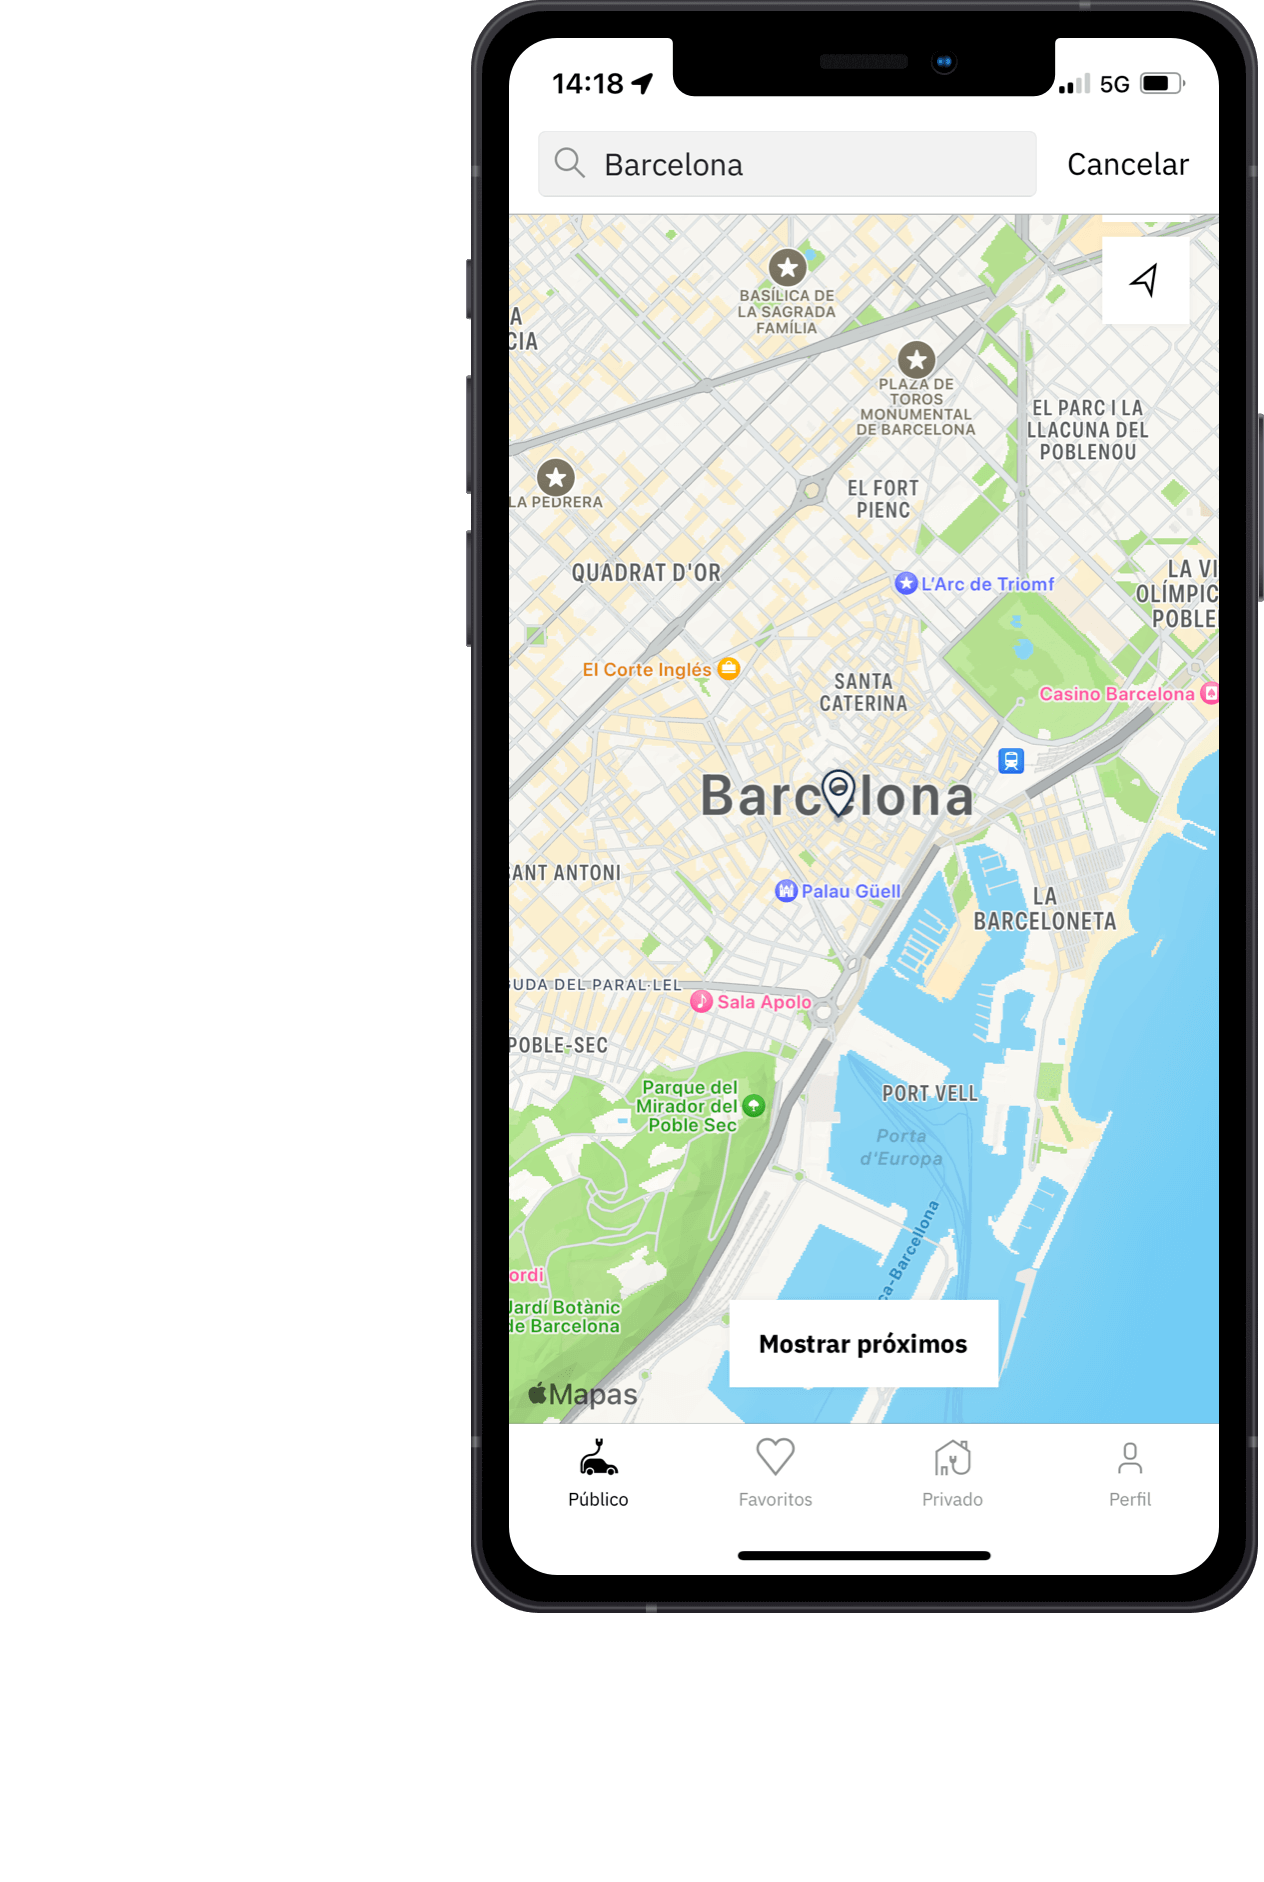 14:18
5G
Barcelona
Cancelar
BASÍLICA DE
LA SAGRADA
FAMÍLIA
A
CIA
PLAZA DE
TOROS
MONUMENTAL
DE BARCELONA
EL PARC I LA
LLACUNA DEL
POBLENOU
LA PEDRERA
EL FORT
PIENC
QUADRAT D'OR
L'Arc de Triomf
LA VI
OLÍMPIC
POBLE
El Corte Inglés
SANTA
CATERINA
Casino Barcelona
Barcelona
SANT ANTONI
Palau Güell
LA
BARCELONETA
GUDA DEL PARAL·LEL
Sala Apolo
POBLE-SEC
Parque del
Mirador del
Poble Sec
PORT VELL
Porta
d'Europa
ca-Barcellona
ordi
Jardí Botànic
de Barcelona
Mostrar próximos
Mapas
Público
Favoritos
Privado
Perfil